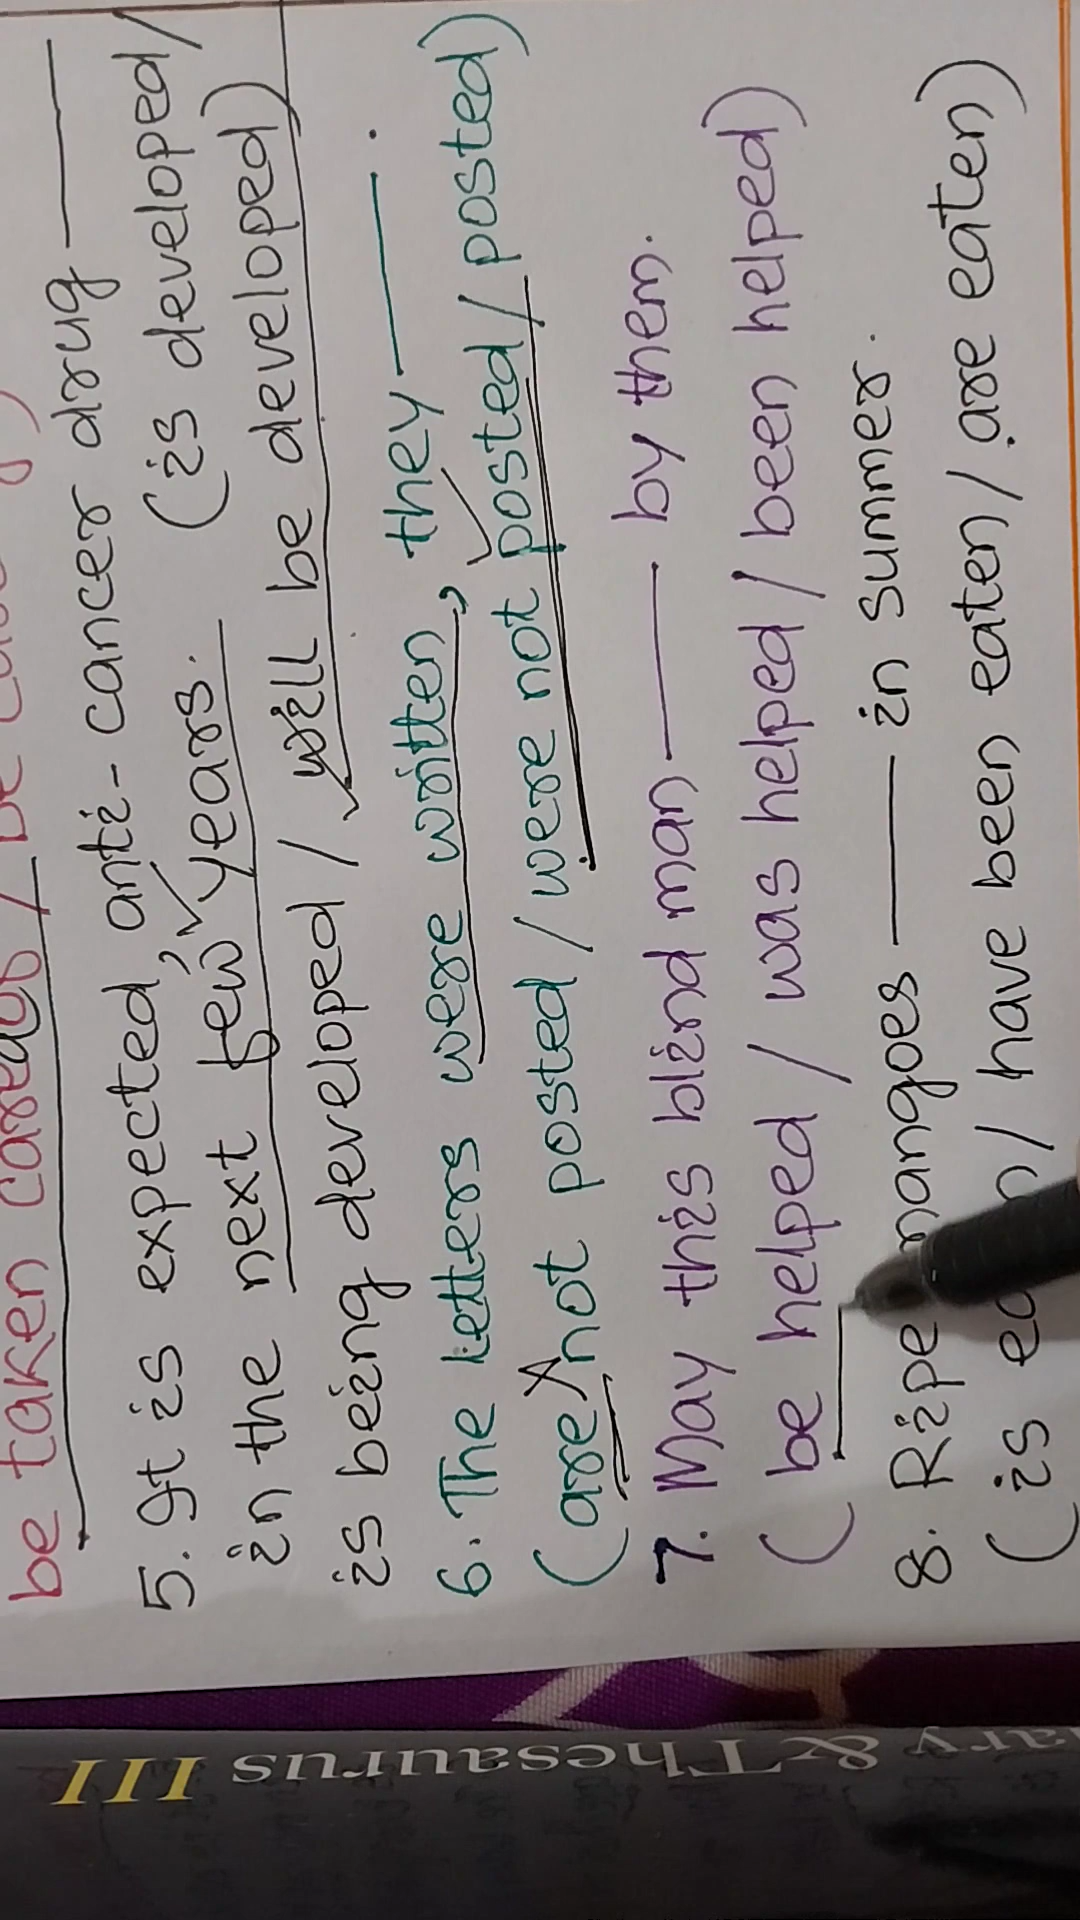 be taken care of / be
5. It is expected, anti-cancer drug ———
in the next few years. (is developed/
is being developed / will be developed)
6. The letters were written, they ———.
(are not posted / were not posted / posted)
7. May this blind man ——— by them.
( be helped / was helped / been helped)
8. Ripe mangoes ——— in summer.
(is / have been eaten / are eaten)
& Thesaurus III